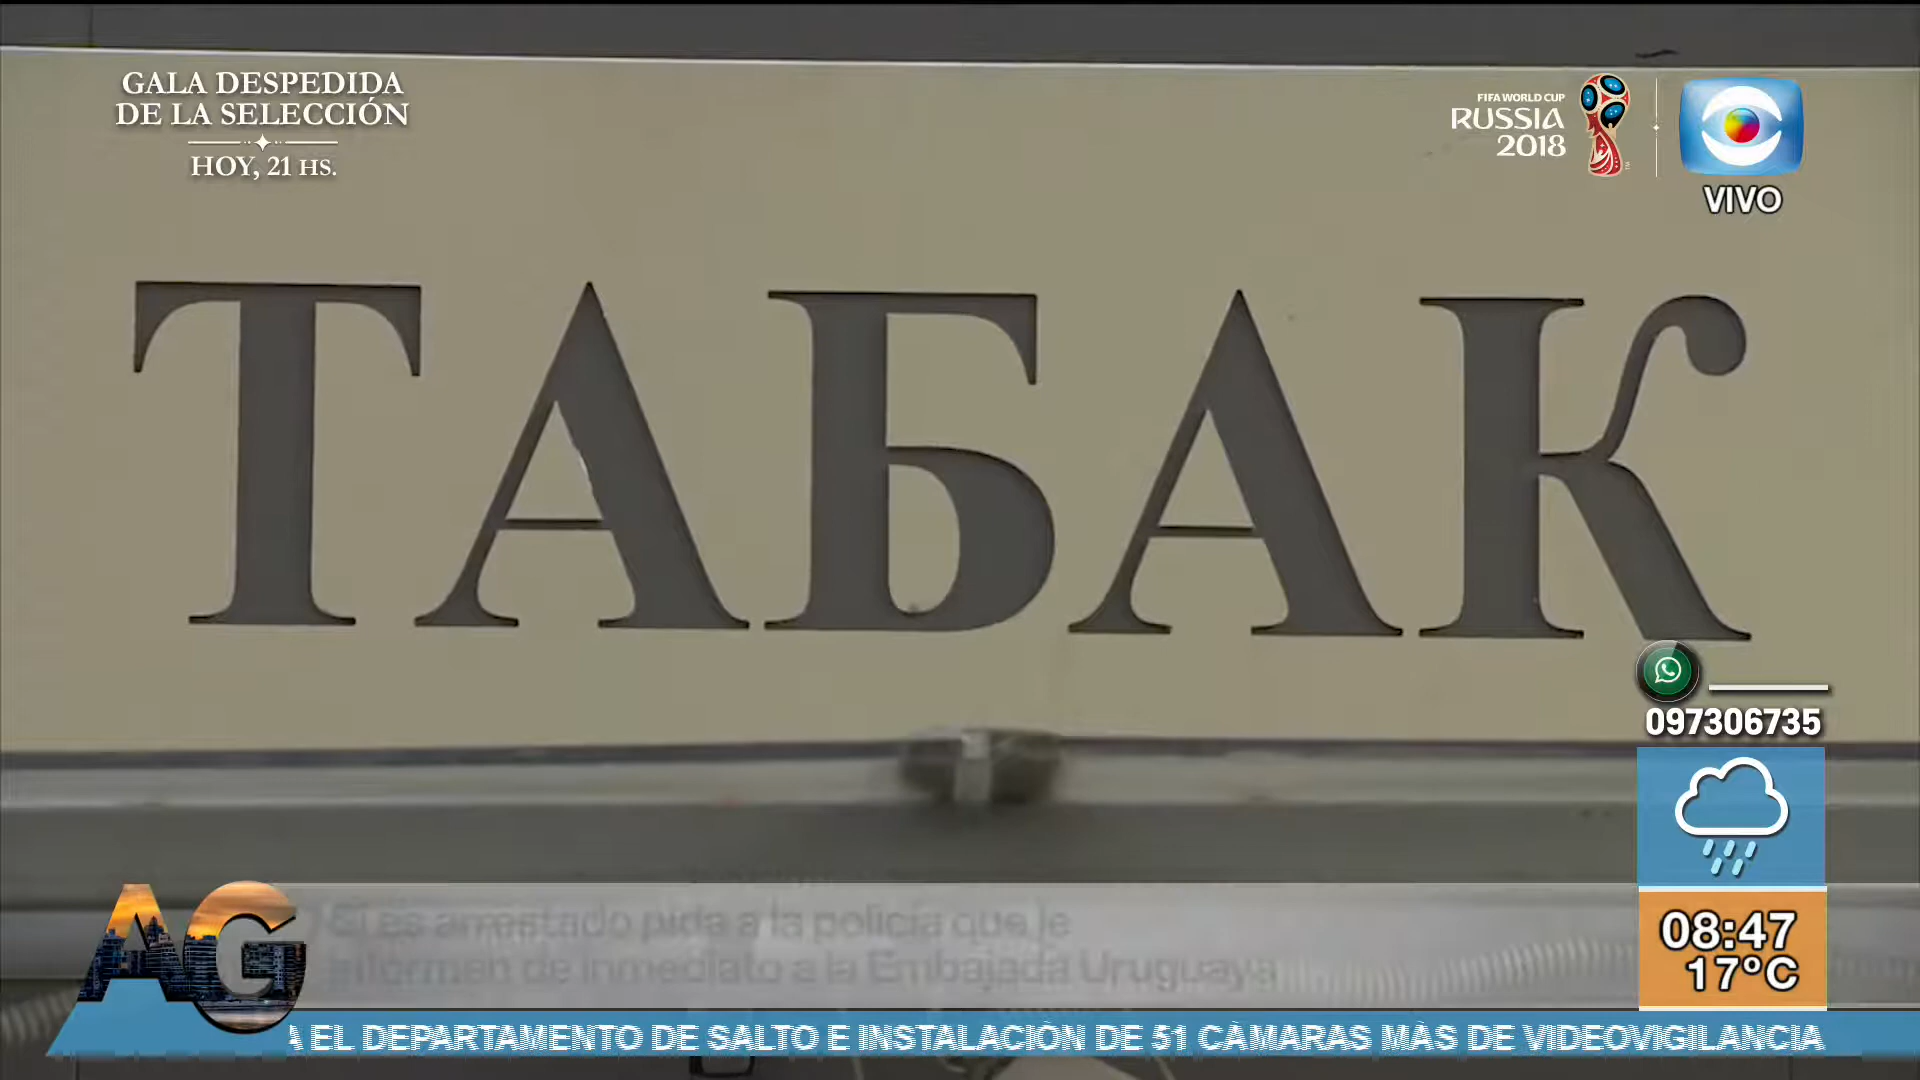 GALA DESPEDIDA
DE LA SELECCIÓN
HOY, 21 HS.
FIFA WORLD CUP
RUSSIA
2018
VIVO
ТАБАК
097306735
Si es arrestado pida a la policía que le
informen de inmediato a la Embajada Uruguaya
08:47
17°C
AG
A EL DEPARTAMENTO DE SALTO E INSTALACIÓN DE 51 CÁMARAS MÁS DE VIDEOVIGILANCIA